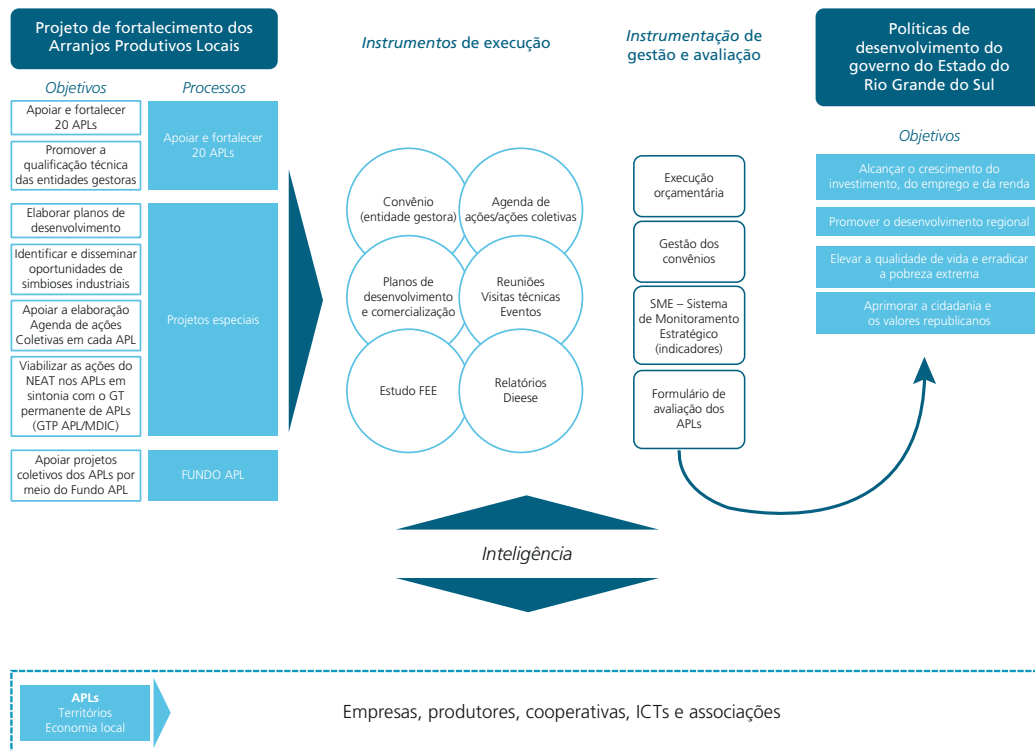 Projeto de fortalecimento dos
Arranjos Produtivos Locais
Objetivos
Processos
Apoiar e fortalecer
20 APLs
Promover a
qualificação técnica
das entidades gestoras
Apoiar e fortalecer
20 APLs
Elaborar planos de
desenvolvimento
Identificar e disseminar
oportunidades de
simbioses industriais
Apoiar a elaboração
Agenda de ações
Coletivas em cada APL
Viabilizar as ações do
NEAT nos APLs em
sintonia com o GT
permanente de APLs
(GTP APL/MDIC)
Projetos especiais
Apoiar projetos
coletivos dos APLs por
meio do Fundo APL
FUNDO APL
Instrumentos de execução
Convênio
(entidade gestora)
Agenda de
ações/ações coletivas
Planos de
desenvolvimento
e comercialização
Reuniões
Visitas técnicas
Eventos
Estudo FEE
Relatórios
Dieese
Instrumentação de
gestão e avaliação
Execução
orçamentária
Gestão dos
convênios
SME – Sistema
de Monitoramento
Estratégico
(indicadores)
Formulário de
avaliação dos
APLs
Políticas de
desenvolvimento do
governo do Estado do
Rio Grande do Sul
Objetivos
Alcançar o crescimento do
investimento, do emprego e da renda
Promover o desenvolvimento regional
Elevar a qualidade de vida e erradicar
a pobreza extrema
Aprimorar a cidadania e
os valores republicanos
Inteligência
APLs
Territórios
Economia local
Empresas, produtores, cooperativas, ICTs e associações